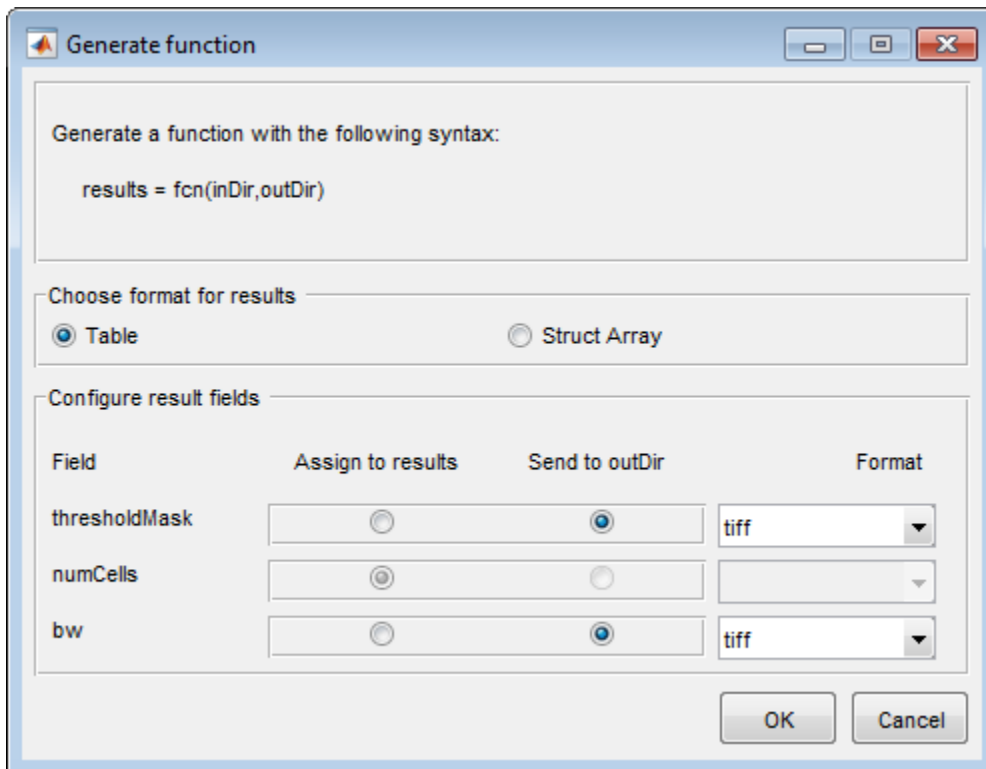 Generate function
Generate a function with the following syntax:
results = fcn(inDir,outDir)
Choose format for results
Table
Struct Array
Configure result fields
Field Assign to results Send to outDir Format
thresholdMask tiff
numCells
bw tiff
OK Cancel